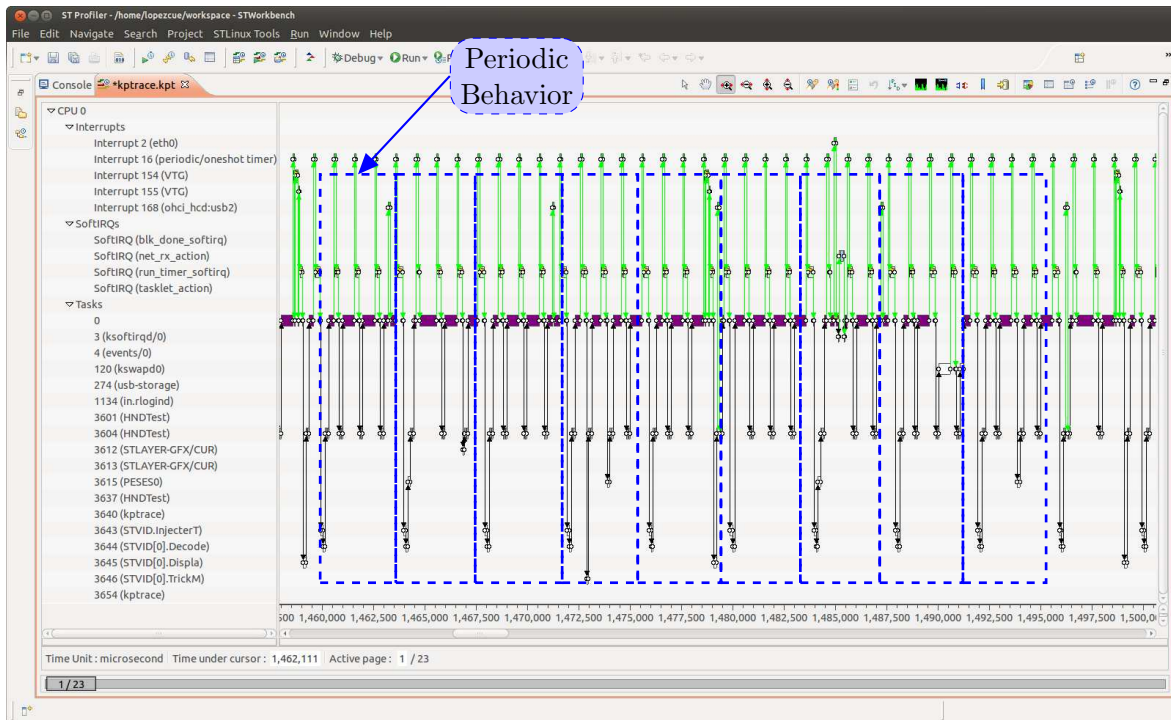 ST Profiler - /home/lopezcue/workspace - STWorkbench
File Edit Navigate Search Project STLinux Tools Run Window Help
Debug Run
Periodic
Behavior
Console *kptrace.kpt
CPU 0
Interrupts
Interrupt 2 (eth0)
Interrupt 16 (periodic/oneshot timer)
Interrupt 154 (VTG)
Interrupt 155 (VTG)
Interrupt 168 (ohci_hcd:usb2)
SoftIRQs
SoftIRQ (blk_done_softirq)
SoftIRQ (net_rx_action)
SoftIRQ (run_timer_softirq)
SoftIRQ (tasklet_action)
Tasks
0
3 (ksoftirqd/0)
4 (events/0)
120 (kswapd0)
274 (usb-storage)
1134 (in.rlogind)
3601 (HNDTest)
3604 (HNDTest)
3612 (STLAYER-GFX/CUR)
3613 (STLAYER-GFX/CUR)
3615 (PESES0)
3637 (HNDTest)
3640 (kptrace)
3643 (STVID.InjecterT)
3644 (STVID[0].Decode)
3645 (STVID[0].Displa)
3646 (STVID[0].TrickM)
3654 (kptrace)
500 1,460,000 1,462,500 1,465,000 1,467,500 1,470,000 1,472,500 1,475,000 1,477,500 1,480,000 1,482,500 1,485,000 1,487,500 1,490,000 1,492,500 1,495,000 1,497,500 1,500,0
Time Unit : microsecond Time under cursor : 1,462,111 Active page : 1 / 23
1 / 23